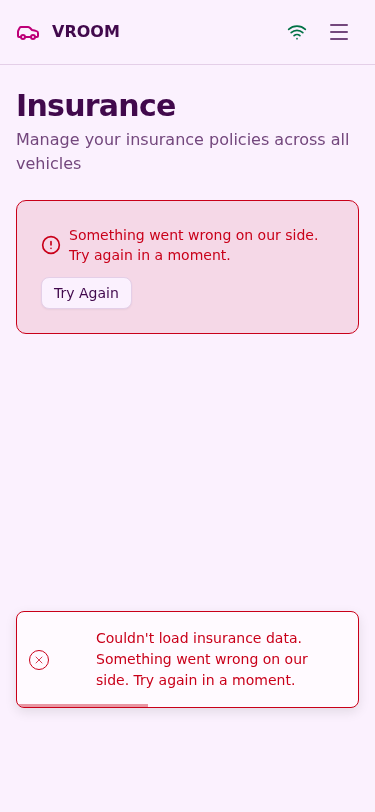 VROOM
Insurance
Manage your insurance policies across all
vehicles
Something went wrong on our side.
Try again in a moment.
Try Again
Couldn't load insurance data.
Something went wrong on our
side. Try again in a moment.